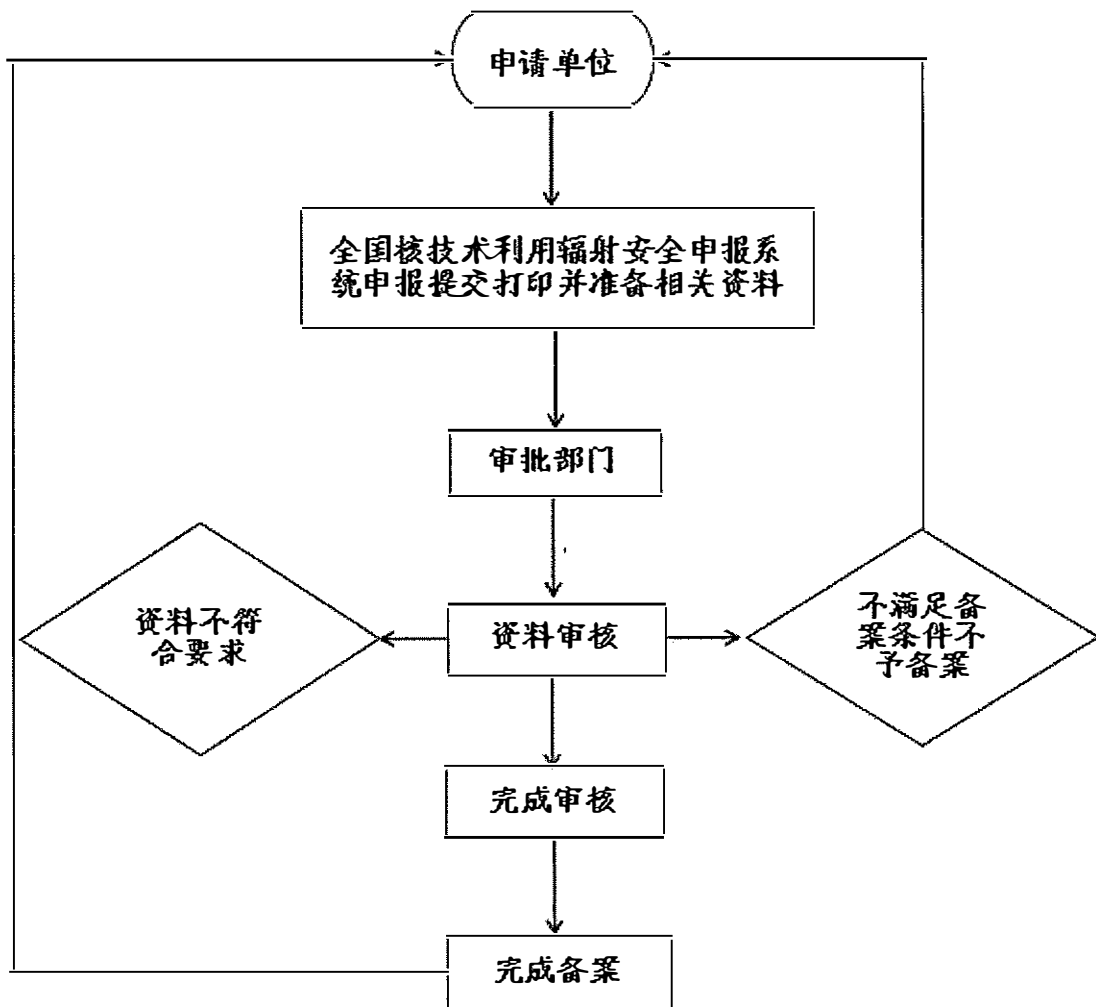 申请单位
全国核技术利用辐射安全申报系
统申报提交打印并准备相关资料
审批部门
资料不符
合要求
资料审核
不满足备
案条件不
予备案
完成审核
完成备案